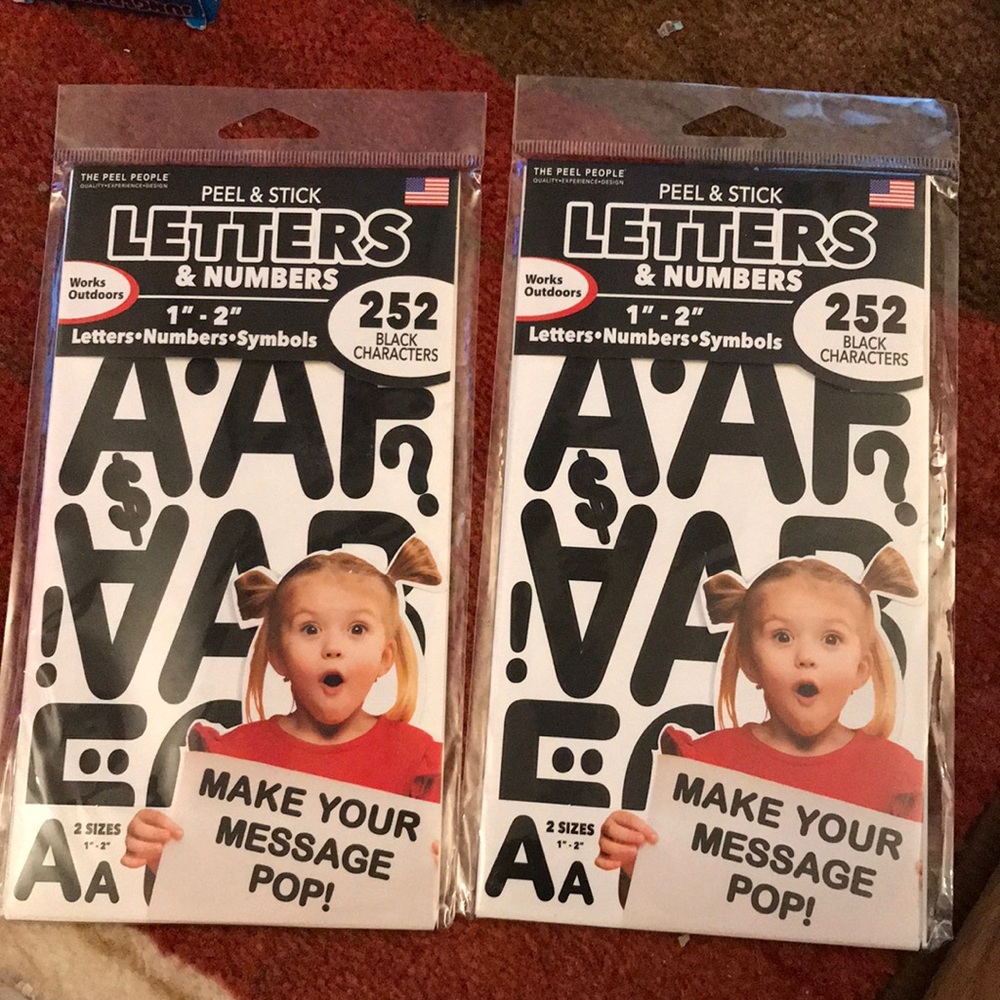 THE PEEL PEOPLE
QUALITY•EXPERIENCE•DESIGN
PEEL & STICK
LETTERS
& NUMBERS
Works
Outdoors
1" - 2"
Letters•Numbers•Symbols
252
BLACK
CHARACTERS
A • A F
$ ?
! A A B
E
2 SIZES
1" - 2"
A A
MAKE YOUR
MESSAGE
POP!
THE PEEL PEOPLE
QUALITY•EXPERIENCE•DESIGN
PEEL & STICK
LETTERS
& NUMBERS
Works
Outdoors
1" - 2"
Letters•Numbers•Symbols
252
BLACK
CHARACTERS
A • A F
$ ?
! A A B
E
2 SIZES
1" - 2"
A A
MAKE YOUR
MESSAGE
POP!